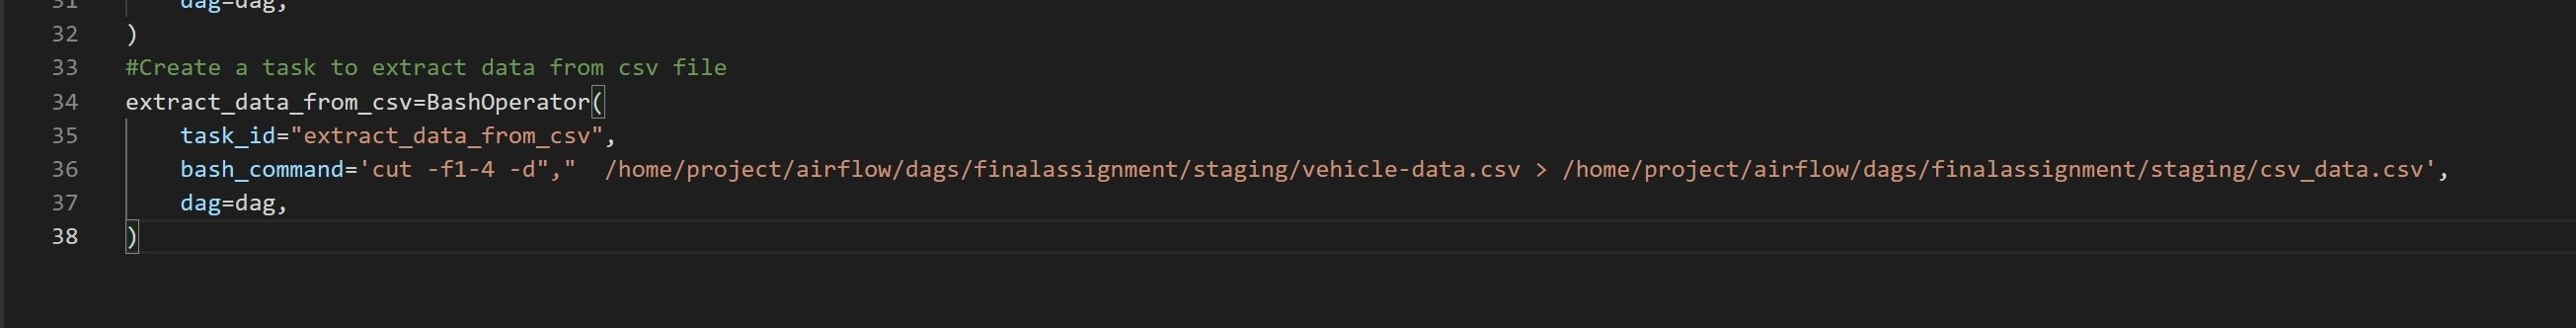 31 dag=dag,
32 )
33 #Create a task to extract data from csv file
34 extract_data_from_csv=BashOperator(
35     task_id="extract_data_from_csv",
36     bash_command='cut -f1-4 -d","  /home/project/airflow/dags/finalassignment/staging/vehicle-data.csv > /home/project/airflow/dags/finalassignment/staging/csv_data.csv',
37     dag=dag,
38 )